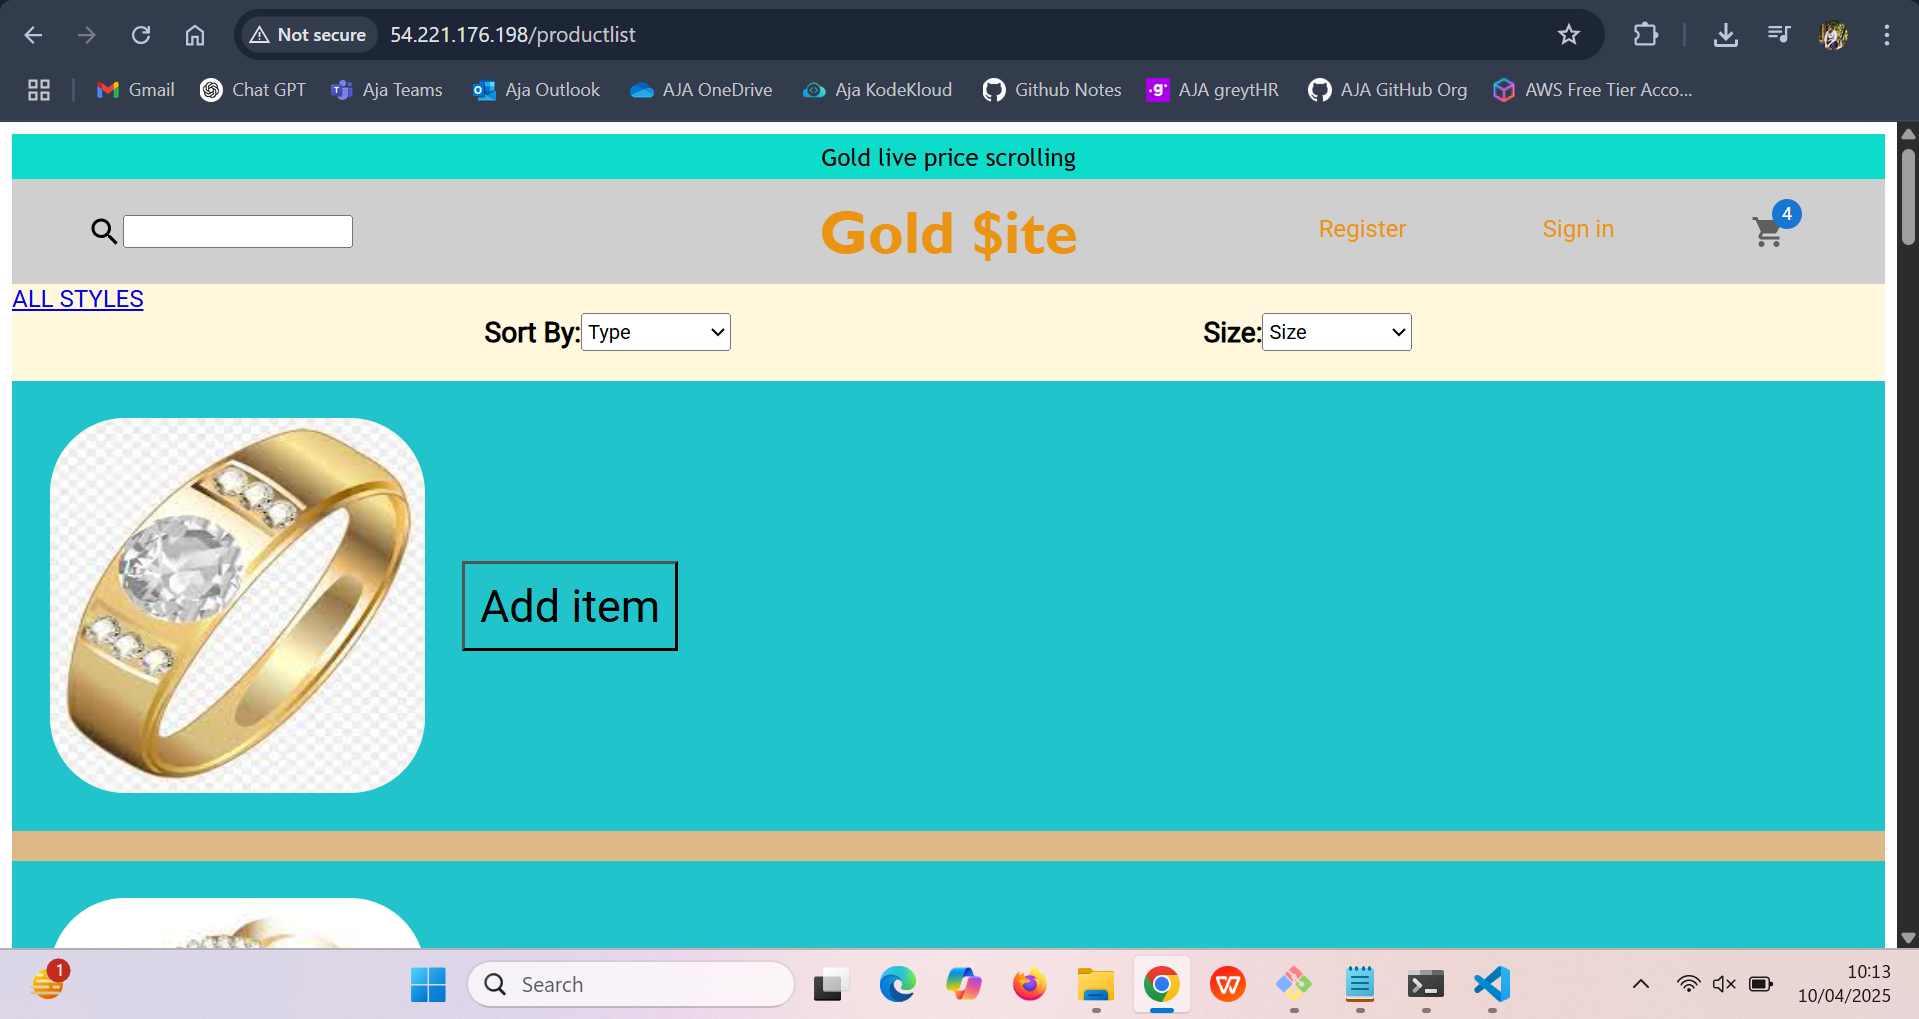 Not secure 54.221.176.198/productlist
Gmail Chat GPT Aja Teams Aja Outlook AJA OneDrive Aja KodeKloud Github Notes .g* AJA greytHR AJA GitHub Org AWS Free Tier Acco...
Gold live price scrolling
Gold $ite Register Sign in 4
ALL STYLES
Sort By: Type Size: Size
Add item
1 Search 10:13
10/04/2025